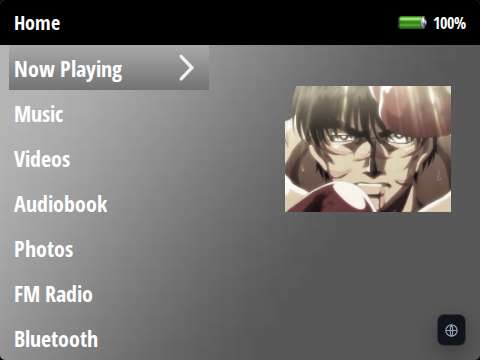 Home
100%
Now Playing
Music
Videos
Audiobook
Photos
FM Radio
Bluetooth